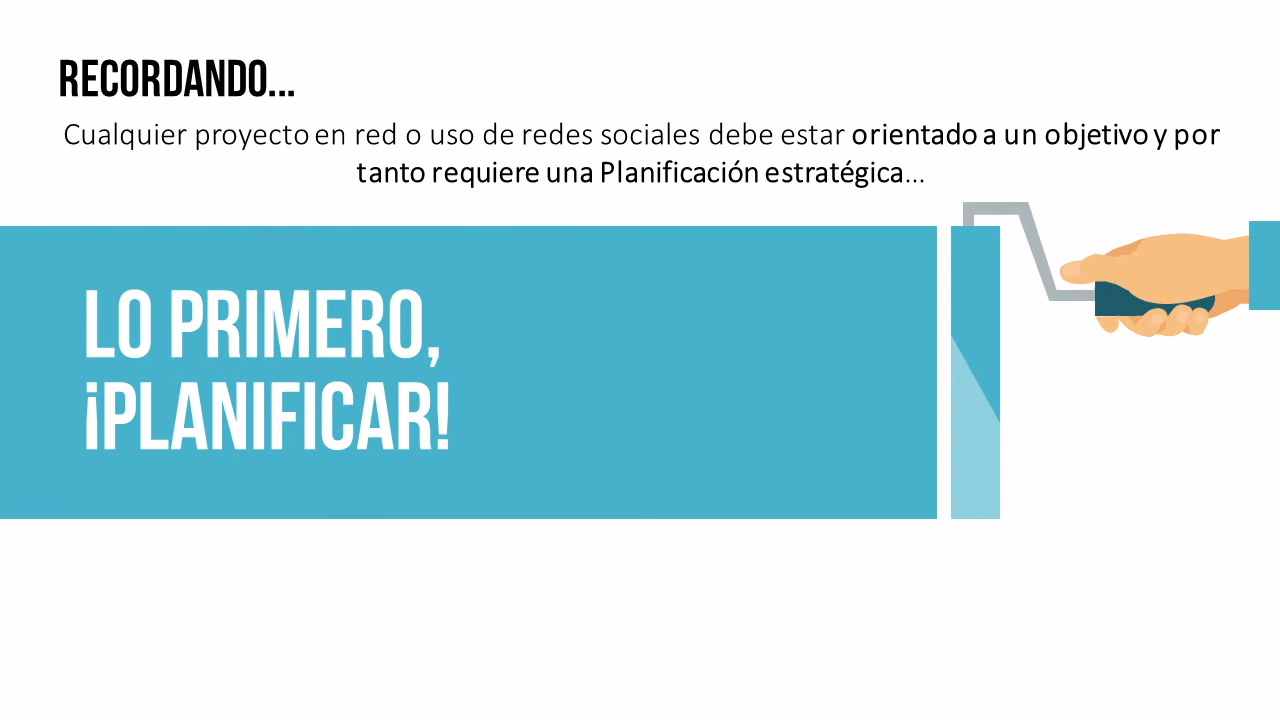 RECORDANDO...
Cualquier proyecto en red o uso de redes sociales debe estar orientado a un objetivo y por
tanto requiere una Planificación estratégica...
LO PRIMERO,
¡PLANIFICAR!